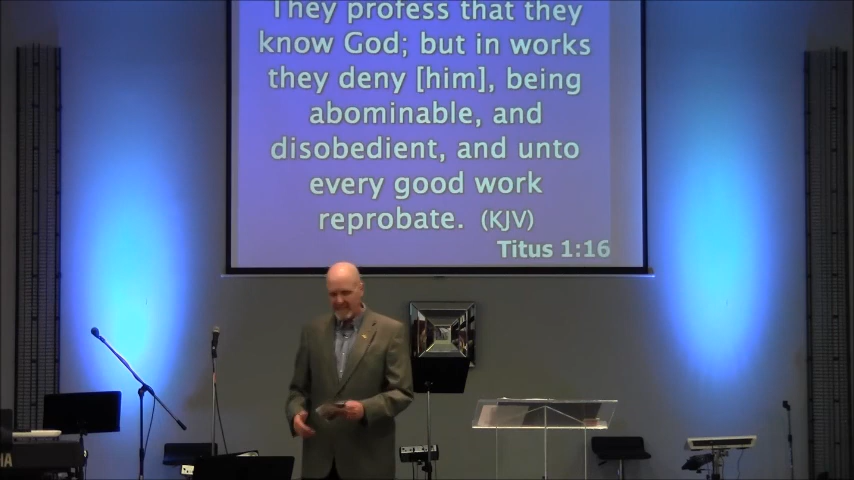 They profess that they
know God; but in works
they deny [him], being
abominable, and
disobedient, and unto
every good work
reprobate. (KJV)
Titus 1:16